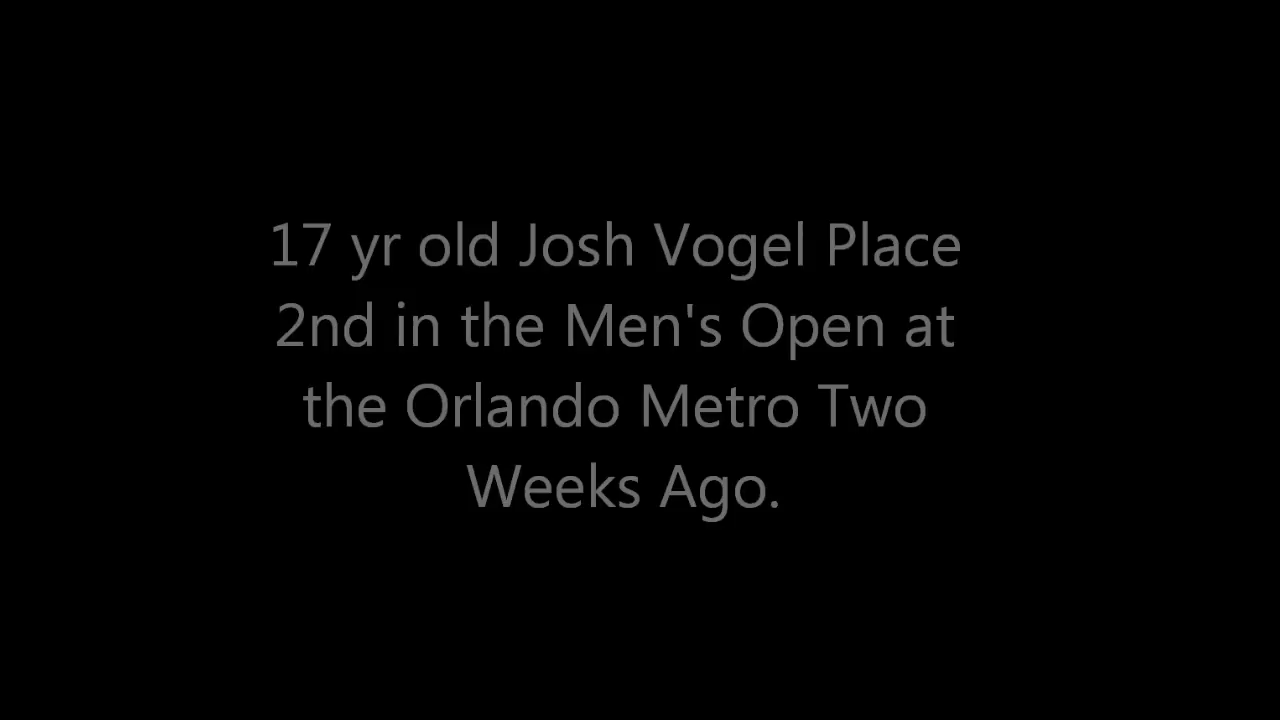 17 yr old Josh Vogel Place
2nd in the Men's Open at
the Orlando Metro Two
Weeks Ago.